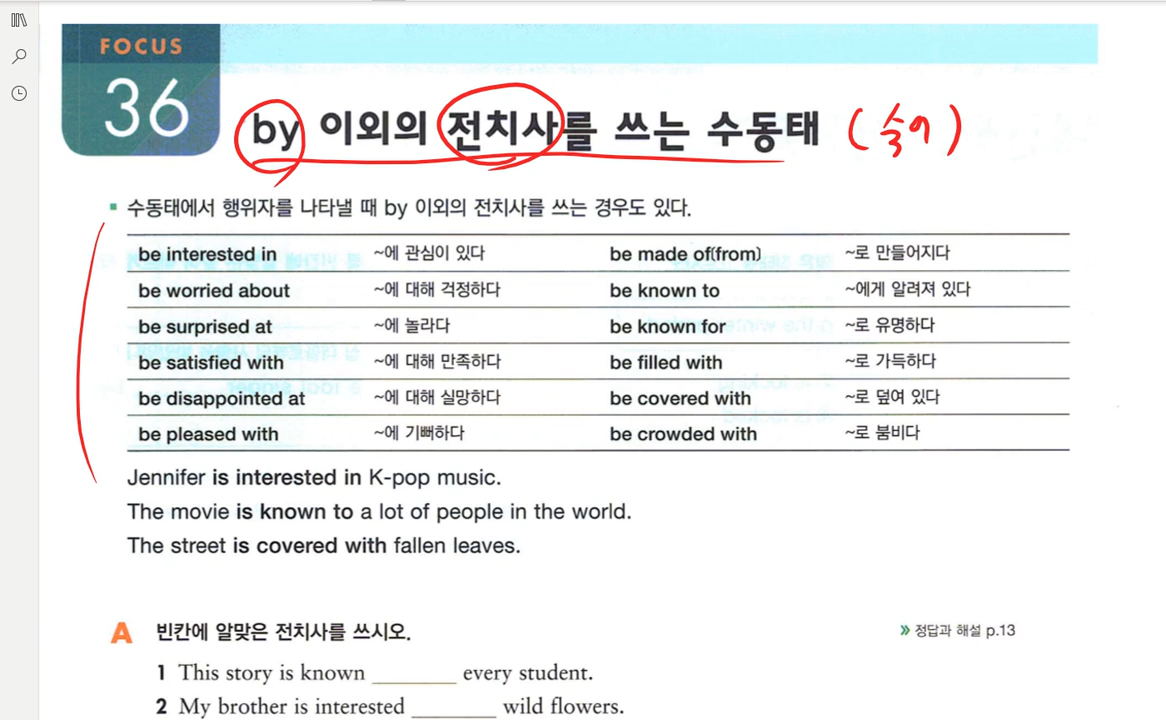 FOCUS
36
by 이외의 전치사를 쓰는 수동태 (숙어)
수동태에서 행위자를 나타낼 때 by 이외의 전치사를 쓰는 경우도 있다.
be interested in ~에 관심이 있다 be made of(from) ~로 만들어지다
be worried about ~에 대해 걱정하다 be known to ~에게 알려져 있다
be surprised at ~에 놀라다 be known for ~로 유명하다
be satisfied with ~에 대해 만족하다 be filled with ~로 가득하다
be disappointed at ~에 대해 실망하다 be covered with ~로 덮여 있다
be pleased with ~에 기뻐하다 be crowded with ~로 붐비다
Jennifer is interested in K-pop music.
The movie is known to a lot of people in the world.
The street is covered with fallen leaves.
A 빈칸에 알맞은 전치사를 쓰시오. » 정답과 해설 p.13
1 This story is known ________ every student.
2 My brother is interested ________ wild flowers.